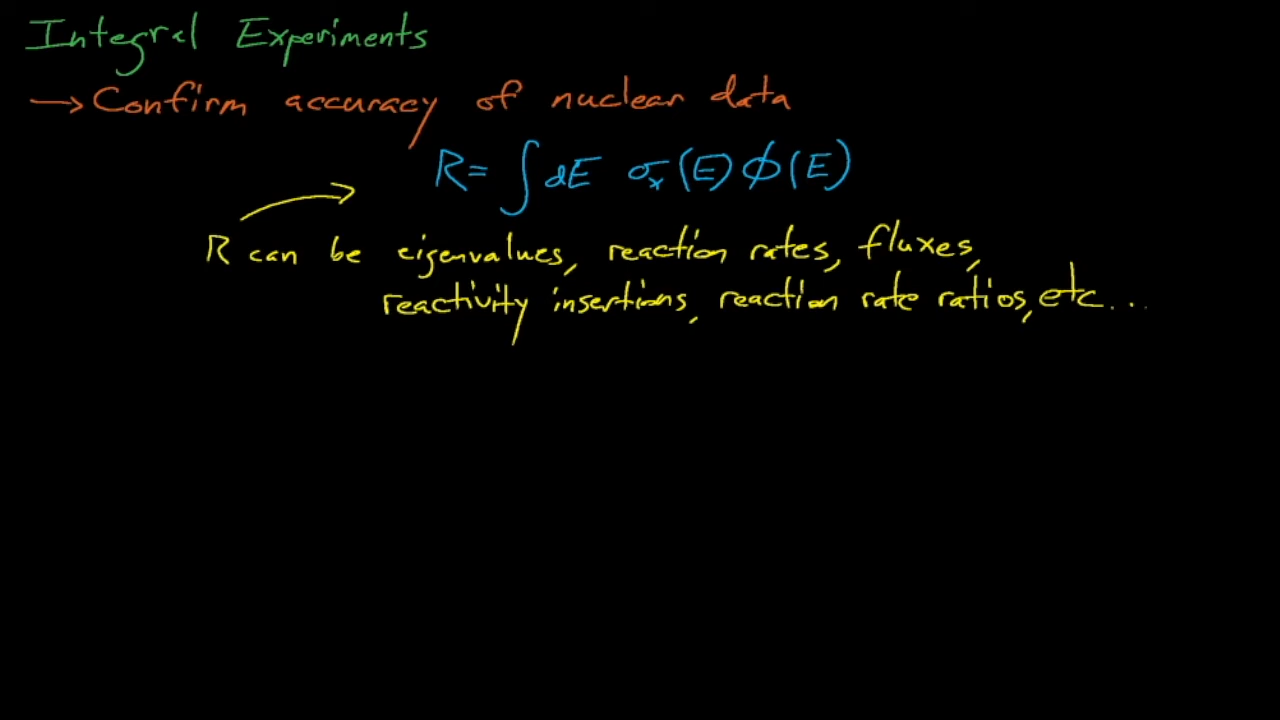 Integral Experiments
→ Confirm accuracy of nuclear data
R = ∫ dE σₓ(E) ϕ(E)
R can be eigenvalues, reaction rates, fluxes,
reactivity insertions, reaction rate ratios, etc...